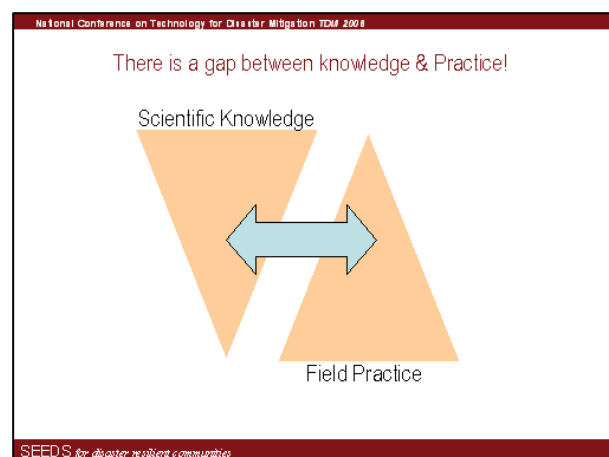 National Conference on Technology for Disaster Mitigation TDM 2006
There is a gap between knowledge & Practice!
Scientific Knowledge
Field Practice
SEEDS for disaster resilient communities